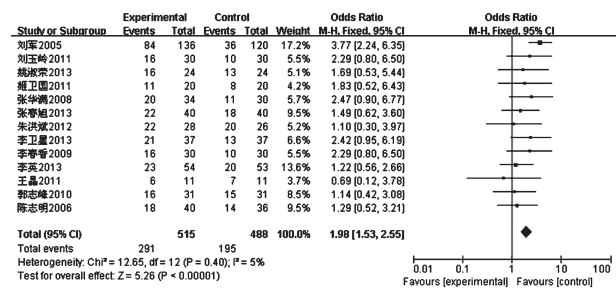 Experimental Control Odds Ratio Odds Ratio
Study or Subgroup Events Total Events Total Weight M-H, Fixed, 95% CI M-H, Fixed, 95% CI
刘军2005 84 136 36 120 17.2% 3.77 [2.24, 6.35]
刘玉岭2011 16 30 10 30 5.5% 2.29 [0.80, 6.50]
姚淑荣2013 16 24 13 24 5.0% 1.69 [0.53, 5.44]
姬卫国2011 11 20 8 20 4.2% 1.83 [0.52, 6.43]
张华满2008 20 34 11 30 5.6% 2.47 [0.90, 6.77]
张春旭2013 22 40 18 40 9.4% 1.49 [0.62, 3.60]
朱洪斌2012 22 28 20 26 5.0% 1.10 [0.30, 3.97]
李卫星2013 21 37 13 37 6.5% 2.42 [0.95, 6.19]
李春香2009 16 30 10 30 5.5% 2.29 [0.80, 6.50]
李英2013 23 54 20 53 13.6% 1.22 [0.56, 2.66]
王晶2011 6 11 7 11 3.7% 0.69 [0.12, 3.78]
郭志峰2010 16 31 15 31 8.5% 1.14 [0.42, 3.08]
陈志明2006 18 40 14 36 9.5% 1.29 [0.52, 3.21]
Total (95% CI) 515 488 100.0% 1.98 [1.53, 2.55]
Total events 291 195
Heterogeneity: Chi² = 12.65, df = 12 (P = 0.40); I² = 5%
Test for overall effect: Z = 5.26 (P < 0.00001)
0.01 0.1 1 10 100
Favours [experimental] Favours [control]